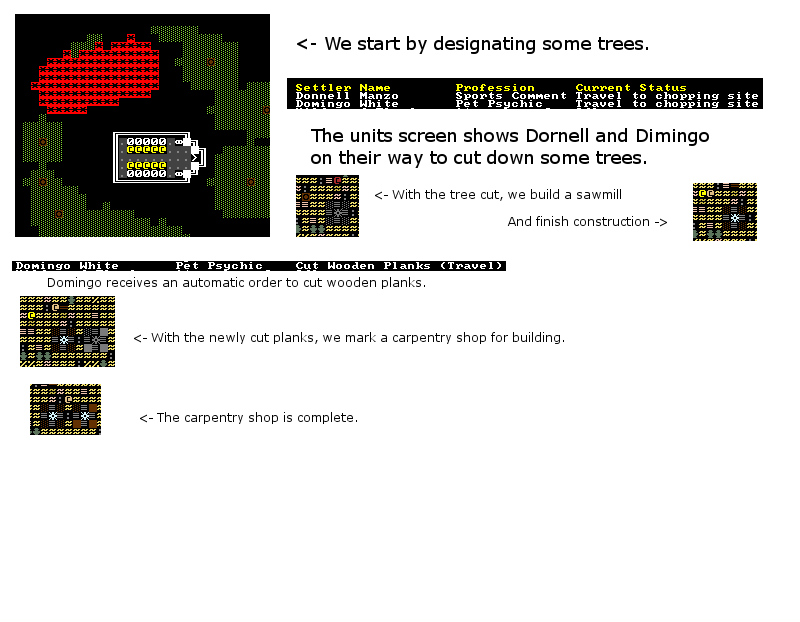 <- We start by designating some trees.
Settler Name Profession Current Status
Donnell Manzo Sports Comment Travel to chopping site
Domingo White Pet Psychic Travel to chopping site
The units screen shows Dornell and Dimingo
on their way to cut down some trees.
00000
00000
<- With the tree cut, we build a sawmill
And finish construction ->
Domingo White Pet Psychic Cut Wooden Planks (Travel)
Domingo receives an automatic order to cut wooden planks.
<- With the newly cut planks, we mark a carpentry shop for building.
<- The carpentry shop is complete.